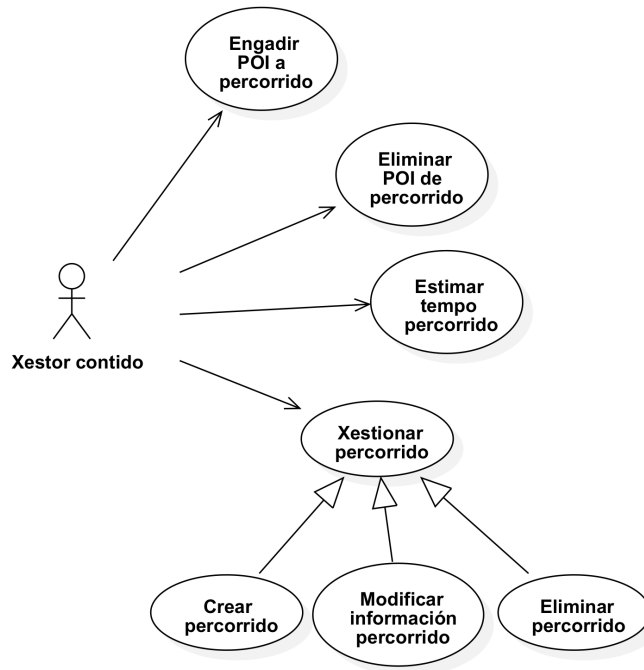 Engadir
POI a
percorrido
Eliminar
POI de
percorrido
Estimar
tempo
percorrido
Xestor contido
Xestionar
percorrido
Crear
percorrido
Modificar
información
percorrido
Eliminar
percorrido